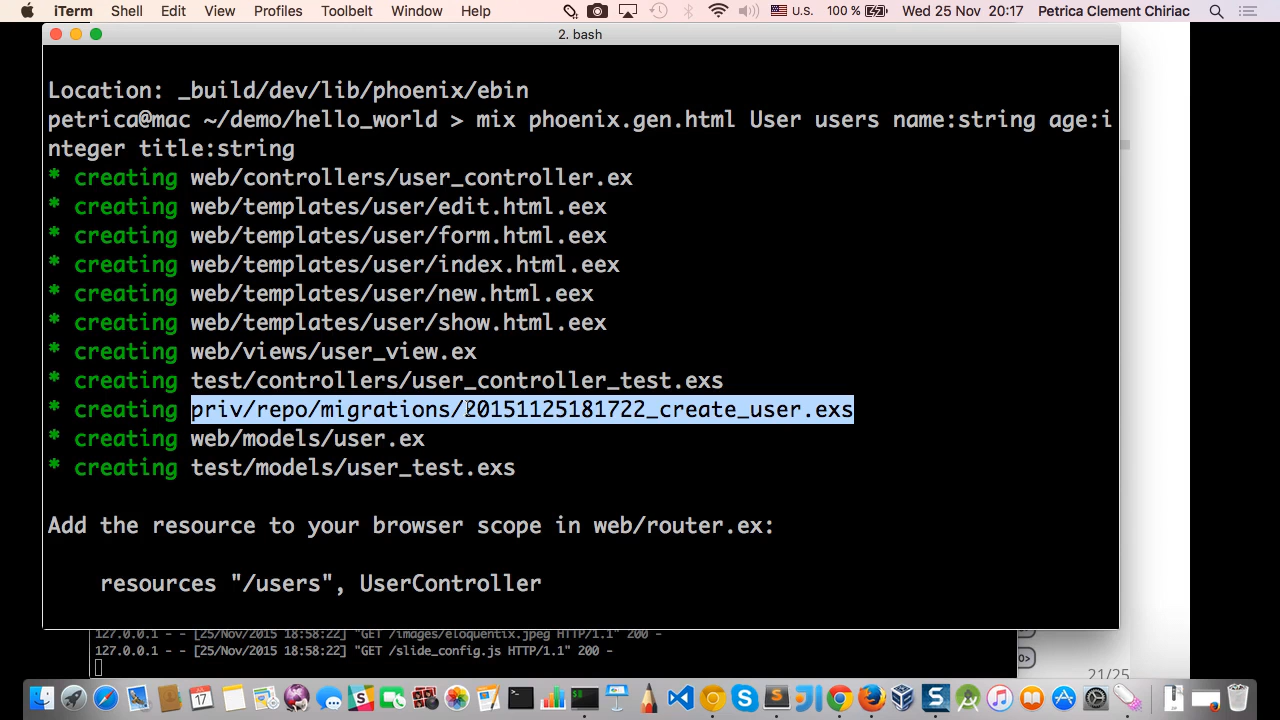 iTerm Shell Edit View Profiles Toolbelt Window Help U.S. 100 % Wed 25 Nov 20:17 Petrica Clement Chiriac
2. bash
Location: _build/dev/lib/phoenix/ebin
petrica@mac ~/demo/hello_world > mix phoenix.gen.html User users name:string age:i
nteger title:string
* creating web/controllers/user_controller.ex
* creating web/templates/user/edit.html.eex
* creating web/templates/user/form.html.eex
* creating web/templates/user/index.html.eex
* creating web/templates/user/new.html.eex
* creating web/templates/user/show.html.eex
* creating web/views/user_view.ex
* creating test/controllers/user_controller_test.exs
* creating priv/repo/migrations/20151125181722_create_user.exs
* creating web/models/user.ex
* creating test/models/user_test.exs
Add the resource to your browser scope in web/router.ex:
resources "/users", UserController
127.0.0.1 - - [25/Nov/2015 18:58:22] "GET /images/eloquentix.jpeg HTTP/1.1" 200 -
127.0.0.1 - - [25/Nov/2015 18:58:22] "GET /slide_config.js HTTP/1.1" 200 -
21/25